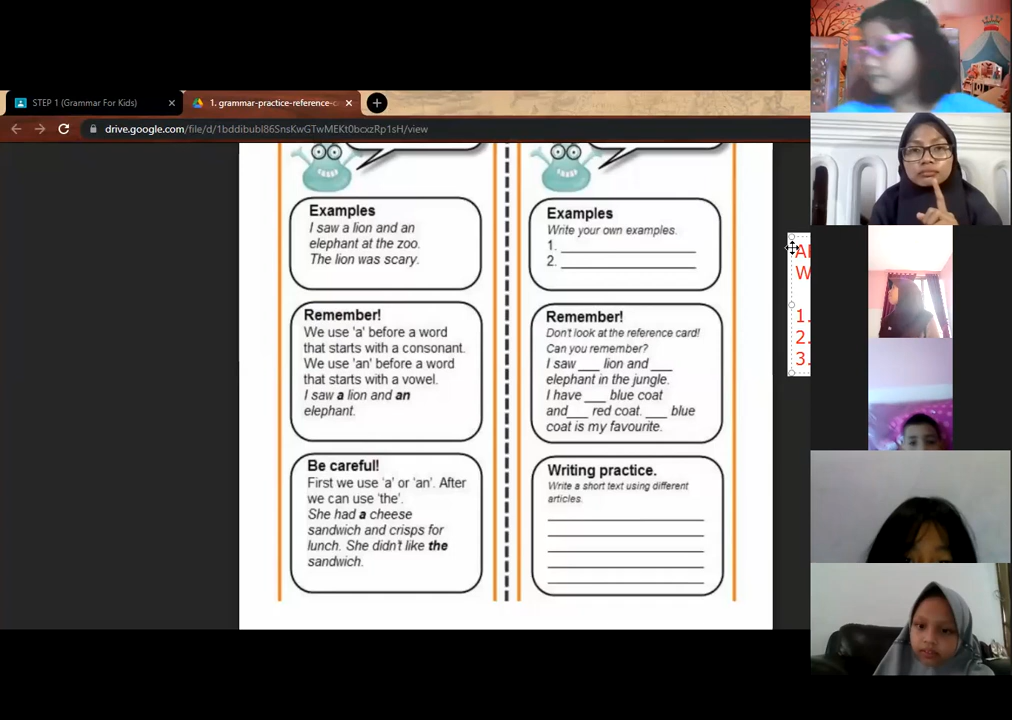 STEP 1 (Grammar For Kids)
1. grammar-practice-reference-c
drive.google.com/file/d/1bddibubl86SnsKwGTwMEKt0bcxzRp1sH/view
Examples
I saw a lion and an
elephant at the zoo.
The lion was scary.
Remember!
We use 'a' before a word
that starts with a consonant.
We use 'an' before a word
that starts with a vowel.
I saw a lion and an
elephant.
Be careful!
First we use 'a' or 'an'. After
we can use 'the'.
She had a cheese
sandwich and crisps for
lunch. She didn't like the
sandwich.
Examples
Write your own examples.
1. ____________________
2. ____________________
Remember!
Don't look at the reference card!
Can you remember?
I saw ___ lion and ___
elephant in the jungle.
I have ___ blue coat
and___ red coat. ___ blue
coat is my favourite.
Writing practice.
Write a short text using different
articles.
W
1.
2.
3.